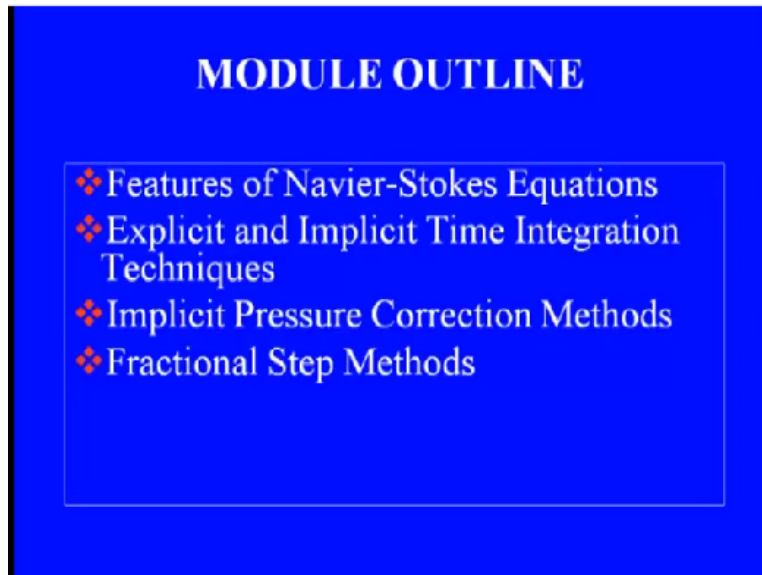 MODULE OUTLINE
❖Features of Navier-Stokes Equations
❖Explicit and Implicit Time Integration
Techniques
❖Implicit Pressure Correction Methods
❖Fractional Step Methods